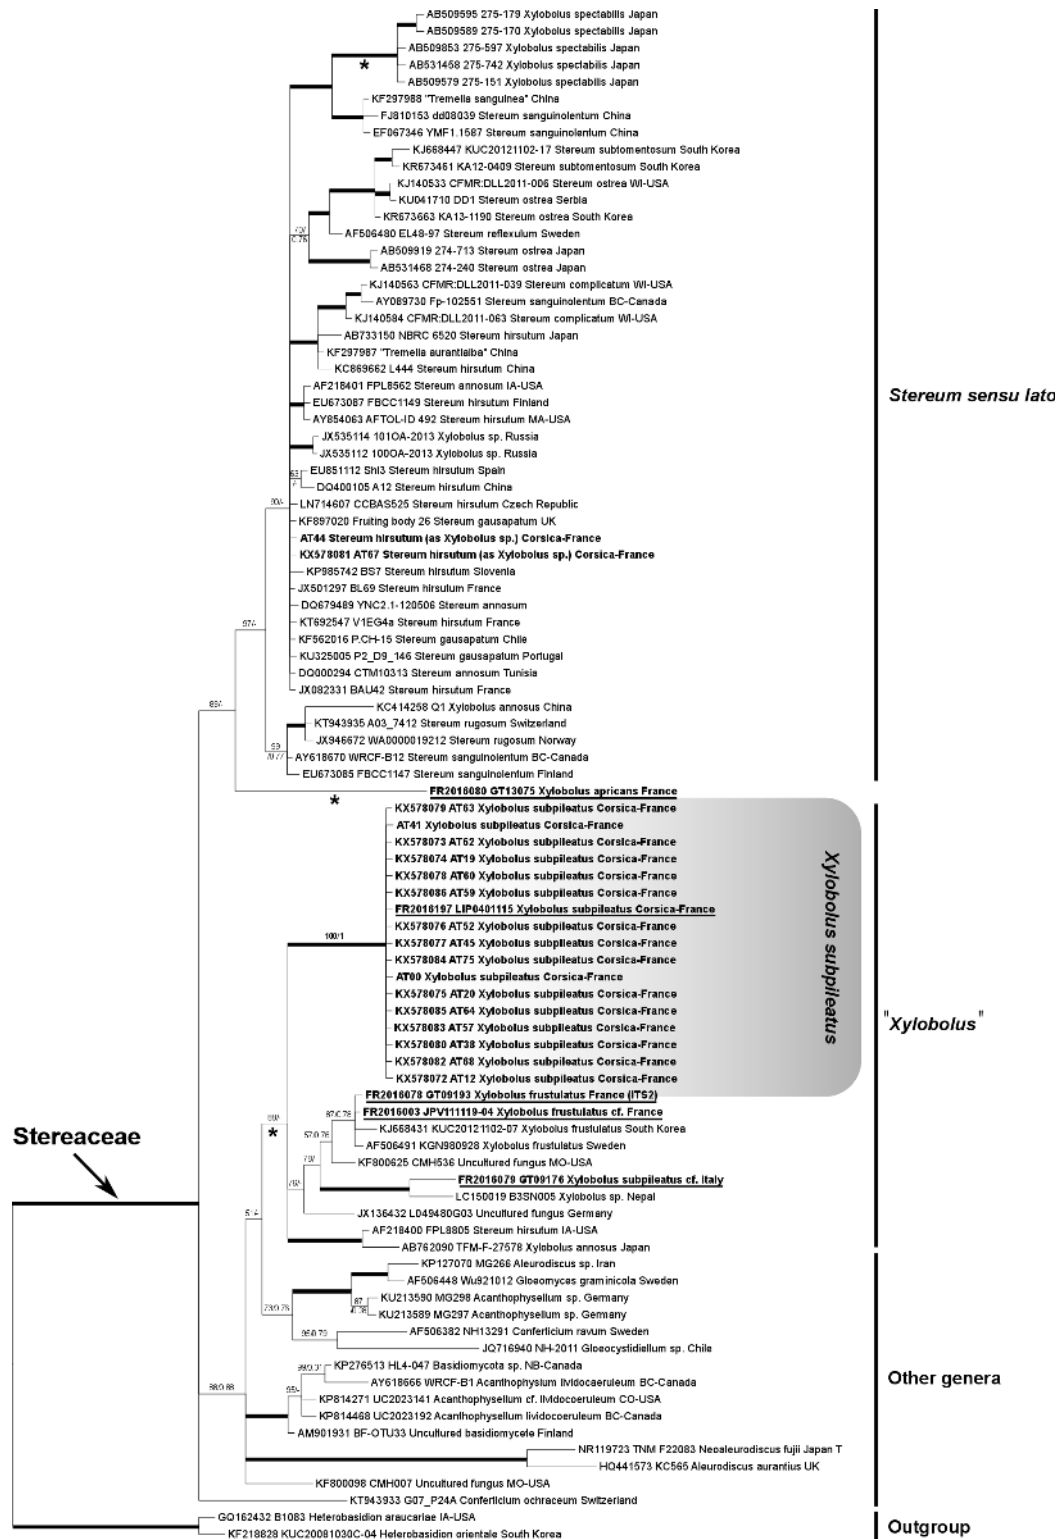 AB509595 275-179 Xylobolus spectabilis Japan
AB509589 275-170 Xylobolus spectabilis Japan
AB509853 275-597 Xylobolus spectabilis Japan
AB531458 275-742 Xylobolus spectabilis Japan
AB509579 275-151 Xylobolus spectabilis Japan
*
KF297988 "Tremella sanguinea" China
FJ810153 dd08039 Stereum sanguinolentum China
EF067346 YMF1.1587 Stereum sanguinolentum China
KJ668447 KUC20121102-17 Stereum subtomentosum South Korea
KR673461 KA12-0409 Stereum subtomentosum South Korea
KJ140533 CFMR:DLL2011-006 Stereum ostrea WI-USA
KU041710 DD1 Stereum ostrea Serbia
KR673663 KA13-1190 Stereum ostrea South Korea
AF506480 EL48-97 Stereum reflexulum Sweden
AB509919 274-713 Stereum ostrea Japan
AB531468 274-240 Stereum ostrea Japan
KJ140563 CFMR:DLL2011-039 Stereum complicatum WI-USA
AY089730 Fp-102551 Stereum sanguinolentum BC-Canada
KJ140584 CFMR:DLL2011-063 Stereum complicatum WI-USA
AB733150 NBRC 6520 Stereum hirsutum Japan
KF297987 "Tremella aurantialba" China
KC869662 L444 Stereum hirsutum China
AF218401 FPL8562 Stereum annosum IA-USA
Stereum sensu lato
EU673087 FBCC1149 Stereum hirsutum Finland
AY854063 AFTOL-ID 492 Stereum hirsutum MA-USA
JX535114 101OA-2013 Xylobolus sp. Russia
JX535112 100OA-2013 Xylobolus sp. Russia
EU851112 Shi3 Stereum hirsutum Spain
DQ400105 A12 Stereum hirsutum China
LN714607 CCBAS525 Stereum hirsutum Czech Republic
90/-
KF897020 Fruiting body 26 Stereum gausapatum UK
AT44 Stereum hirsutum (as Xylobolus sp.) Corsica-France
KX578081 AT67 Stereum hirsutum (as Xylobolus sp.) Corsica-France
KP985742 BS7 Stereum hirsutum Slovenia
JX501297 BL69 Stereum hirsutum France
DQ679489 YNC2.1-120506 Stereum annosum
KT692547 V1EG4a Stereum hirsutum France
97/-
KF562016 P.CH-15 Stereum gausapatum Chile
KU325005 P2_D9_146 Stereum gausapatum Portugal
DQ000294 CTM10313 Stereum annosum Tunisia
JX082331 BAU42 Stereum hirsutum France
KC414258 Q1 Xylobolus annosus China
KT943935 A03_7412 Stereum rugosum Switzerland
JX946672 WA0000019212 Stereum rugosum Norway
AY618670 WRCF-B12 Stereum sanguinolentum BC-Canada
EU673085 FBCC1147 Stereum sanguinolentum Finland
FR2016080 GT13075 Xylobolus apricans France
*
KX578079 AT63 Xylobolus subpileatus Corsica-France
AT41 Xylobolus subpileatus Corsica-France
KX578073 AT62 Xylobolus subpileatus Corsica-France
KX578074 AT19 Xylobolus subpileatus Corsica-France
KX578078 AT60 Xylobolus subpileatus Corsica-France
KX578086 AT59 Xylobolus subpileatus Corsica-France
FR2016197 LIP0401115 Xylobolus subpileatus Corsica-France
KX578076 AT52 Xylobolus subpileatus Corsica-France
100/1
KX578077 AT45 Xylobolus subpileatus Corsica-France
KX578084 AT75 Xylobolus subpileatus Corsica-France
AT00 Xylobolus subpileatus Corsica-France
KX578075 AT20 Xylobolus subpileatus Corsica-France
KX578085 AT64 Xylobolus subpileatus Corsica-France
KX578083 AT57 Xylobolus subpileatus Corsica-France
KX578080 AT38 Xylobolus subpileatus Corsica-France
KX578082 AT68 Xylobolus subpileatus Corsica-France
KX578072 AT12 Xylobolus subpileatus Corsica-France
Xylobolus subpileatus
"Xylobolus"
FR2016078 GT09193 Xylobolus frustulatus France (ITS2)
87/0.78
FR2016003 JPV111119-04 Xylobolus frustulatus cf. France
KJ668431 KUC20121102-07 Xylobolus frustulatus South Korea
*
57/0.76
AF506491 KGN980928 Xylobolus frustulatus Sweden
KF800625 CMH536 Uncultured fungus MO-USA
Stereaceae
FR2016079 GT09176 Xylobolus subpileatus cf. Italy
LC150019 B3SN005 Xylobolus sp. Nepal
JX136432 L049480G03 Uncultured fungus Germany
AF218400 FPL8805 Stereum hirsutum IA-USA
AB762090 TFM-F-27578 Xylobolus annosus Japan
KP127070 MG266 Aleurodiscus sp. Iran
AF506448 Wu921012 Gloeomyces graminicola Sweden
KU213590 MG298 Acanthophysellum sp. Germany
73/0.76
KU213589 MG297 Acanthophysellum sp. Germany
AF506382 NH13291 Conferticium ravum Sweden
95/0.79
JQ716940 NH-2011 Gloeocystidiellum sp. Chile
KP276513 HL4-047 Basidiomycota sp. NB-Canada
AY618666 WRCF-B1 Acanthophysium lividocaeruleum BC-Canada
Other genera
KP814271 UC2023141 Acanthophysellum cf. lividocoeruleum CO-USA
88/0.88
KP814468 UC2023192 Acanthophysellum lividocoeruleum BC-Canada
AM901931 BF-OTU33 Uncultured basidiomycete Finland
NR119723 TNM F22083 Neoaleurodiscus fujii Japan T
HQ441573 KC565 Aleurodiscus aurantius UK
KF800098 CMH007 Uncultured fungus MO-USA
KT943933 G07_P24A Conferticium ochraceum Switzerland
GQ162432 B1083 Heterobasidion araucariae IA-USA
Outgroup
KF218828 KUC20081030C-04 Heterobasidion orientale South Korea